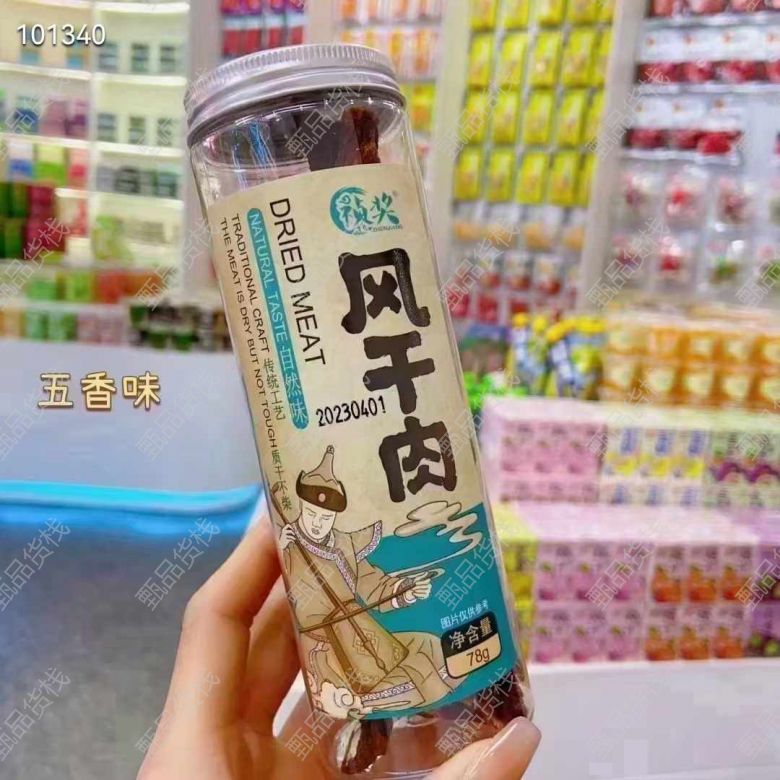 101340
祯奖®
风干肉
DRIED MEAT
NATURAL TASTE 自然味
TRADITIONAL CRAFT 传统工艺
THE MEAT IS DRY BUT NOT TOUGH 质干不柴
20230401
五香味
图片仅供参考
净含量
78g
甄品货栈